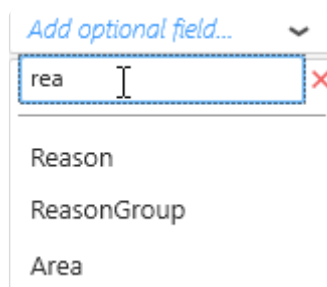 Add optional field...
rea
Reason
ReasonGroup
Area